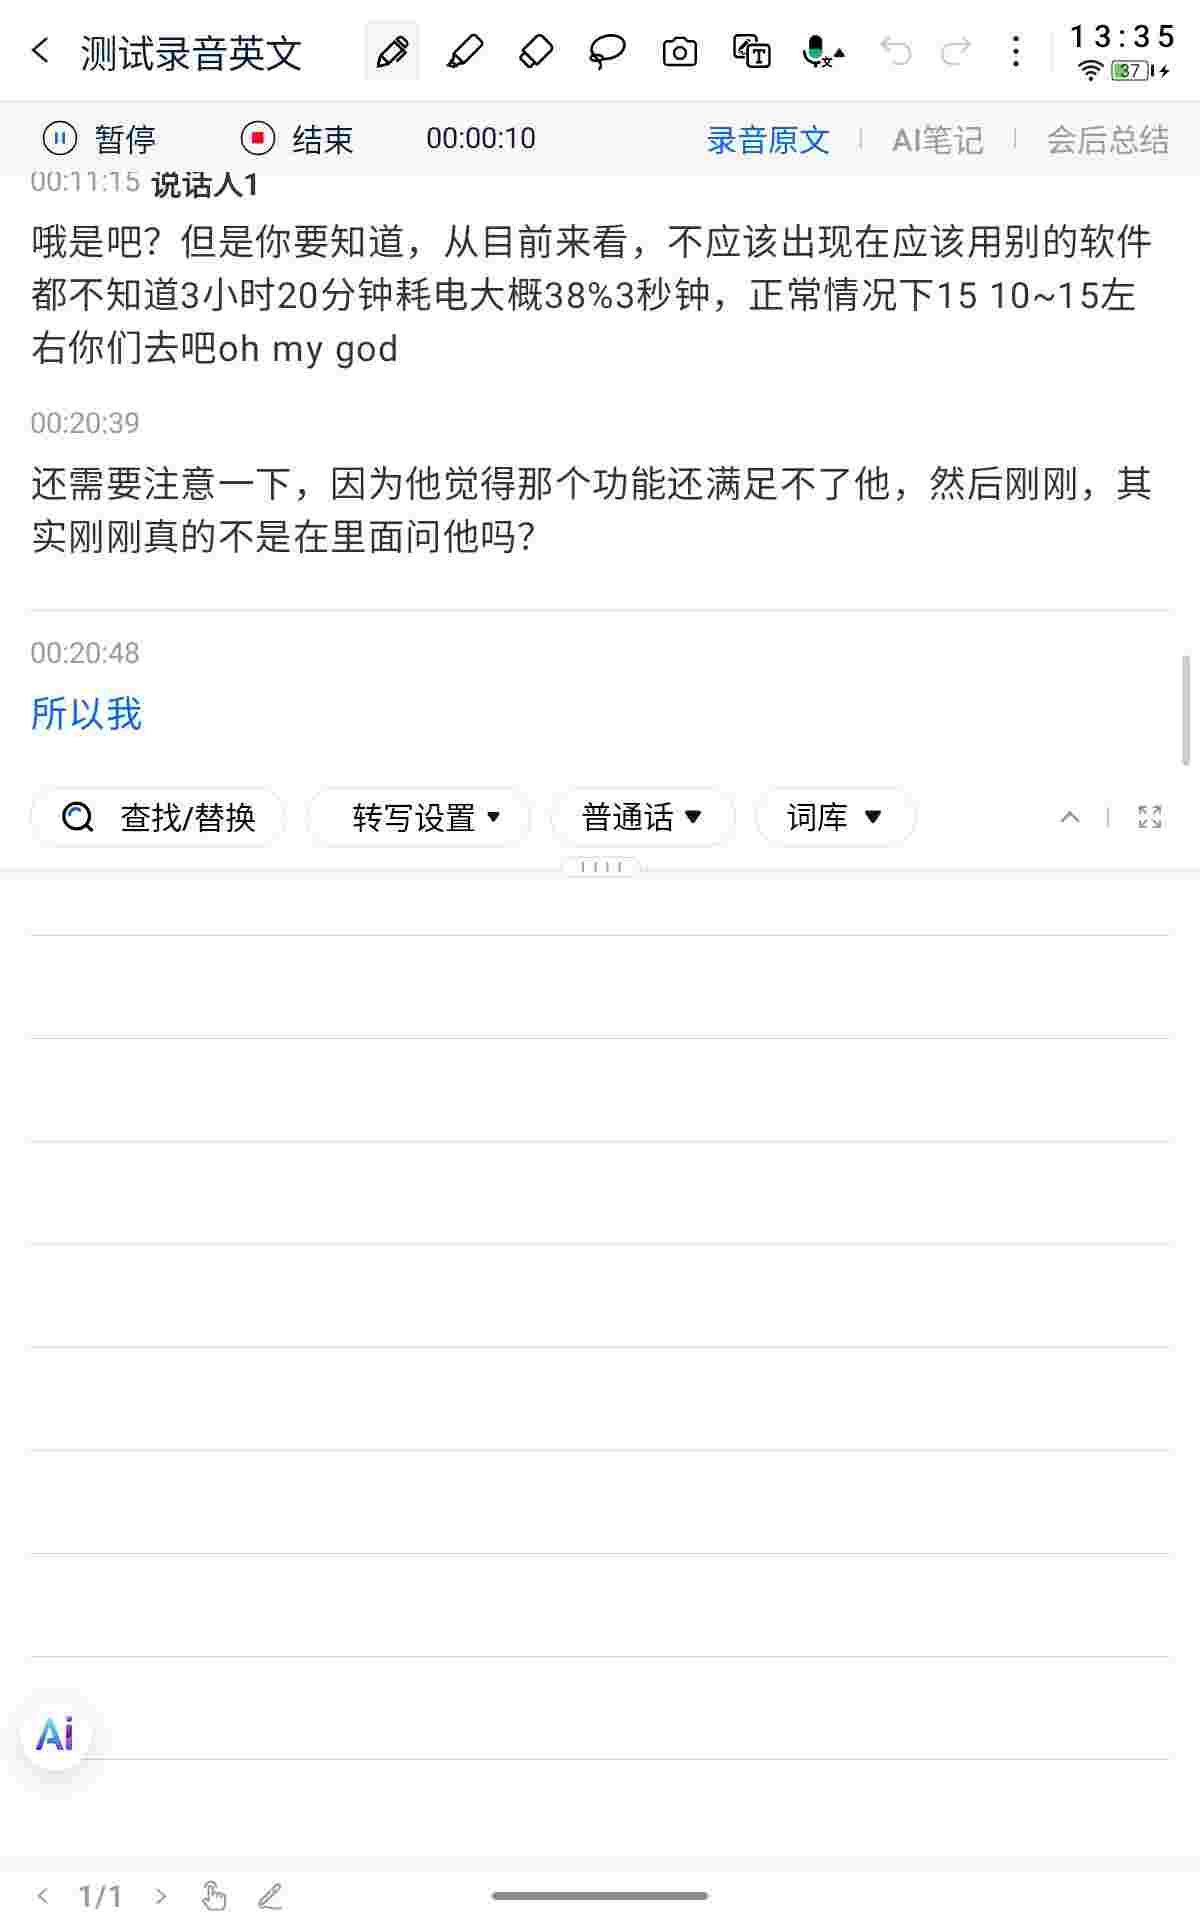 测试录音英文
13:35
37
暂停
结束
00:00:10
录音原文
AI笔记
会后总结
00:11:15 说话人1
哦是吧？但是你要知道，从目前来看，不应该出现在应该用别的软件
都不知道3小时20分钟耗电大概38%3秒钟，正常情况下15 10~15左
右你们去吧oh my god
00:20:39
还需要注意一下，因为他觉得那个功能还满足不了他，然后刚刚，其
实刚刚真的不是在里面问他吗？
00:20:48
所以我
查找/替换
转写设置
普通话
词库
Ai
1/1